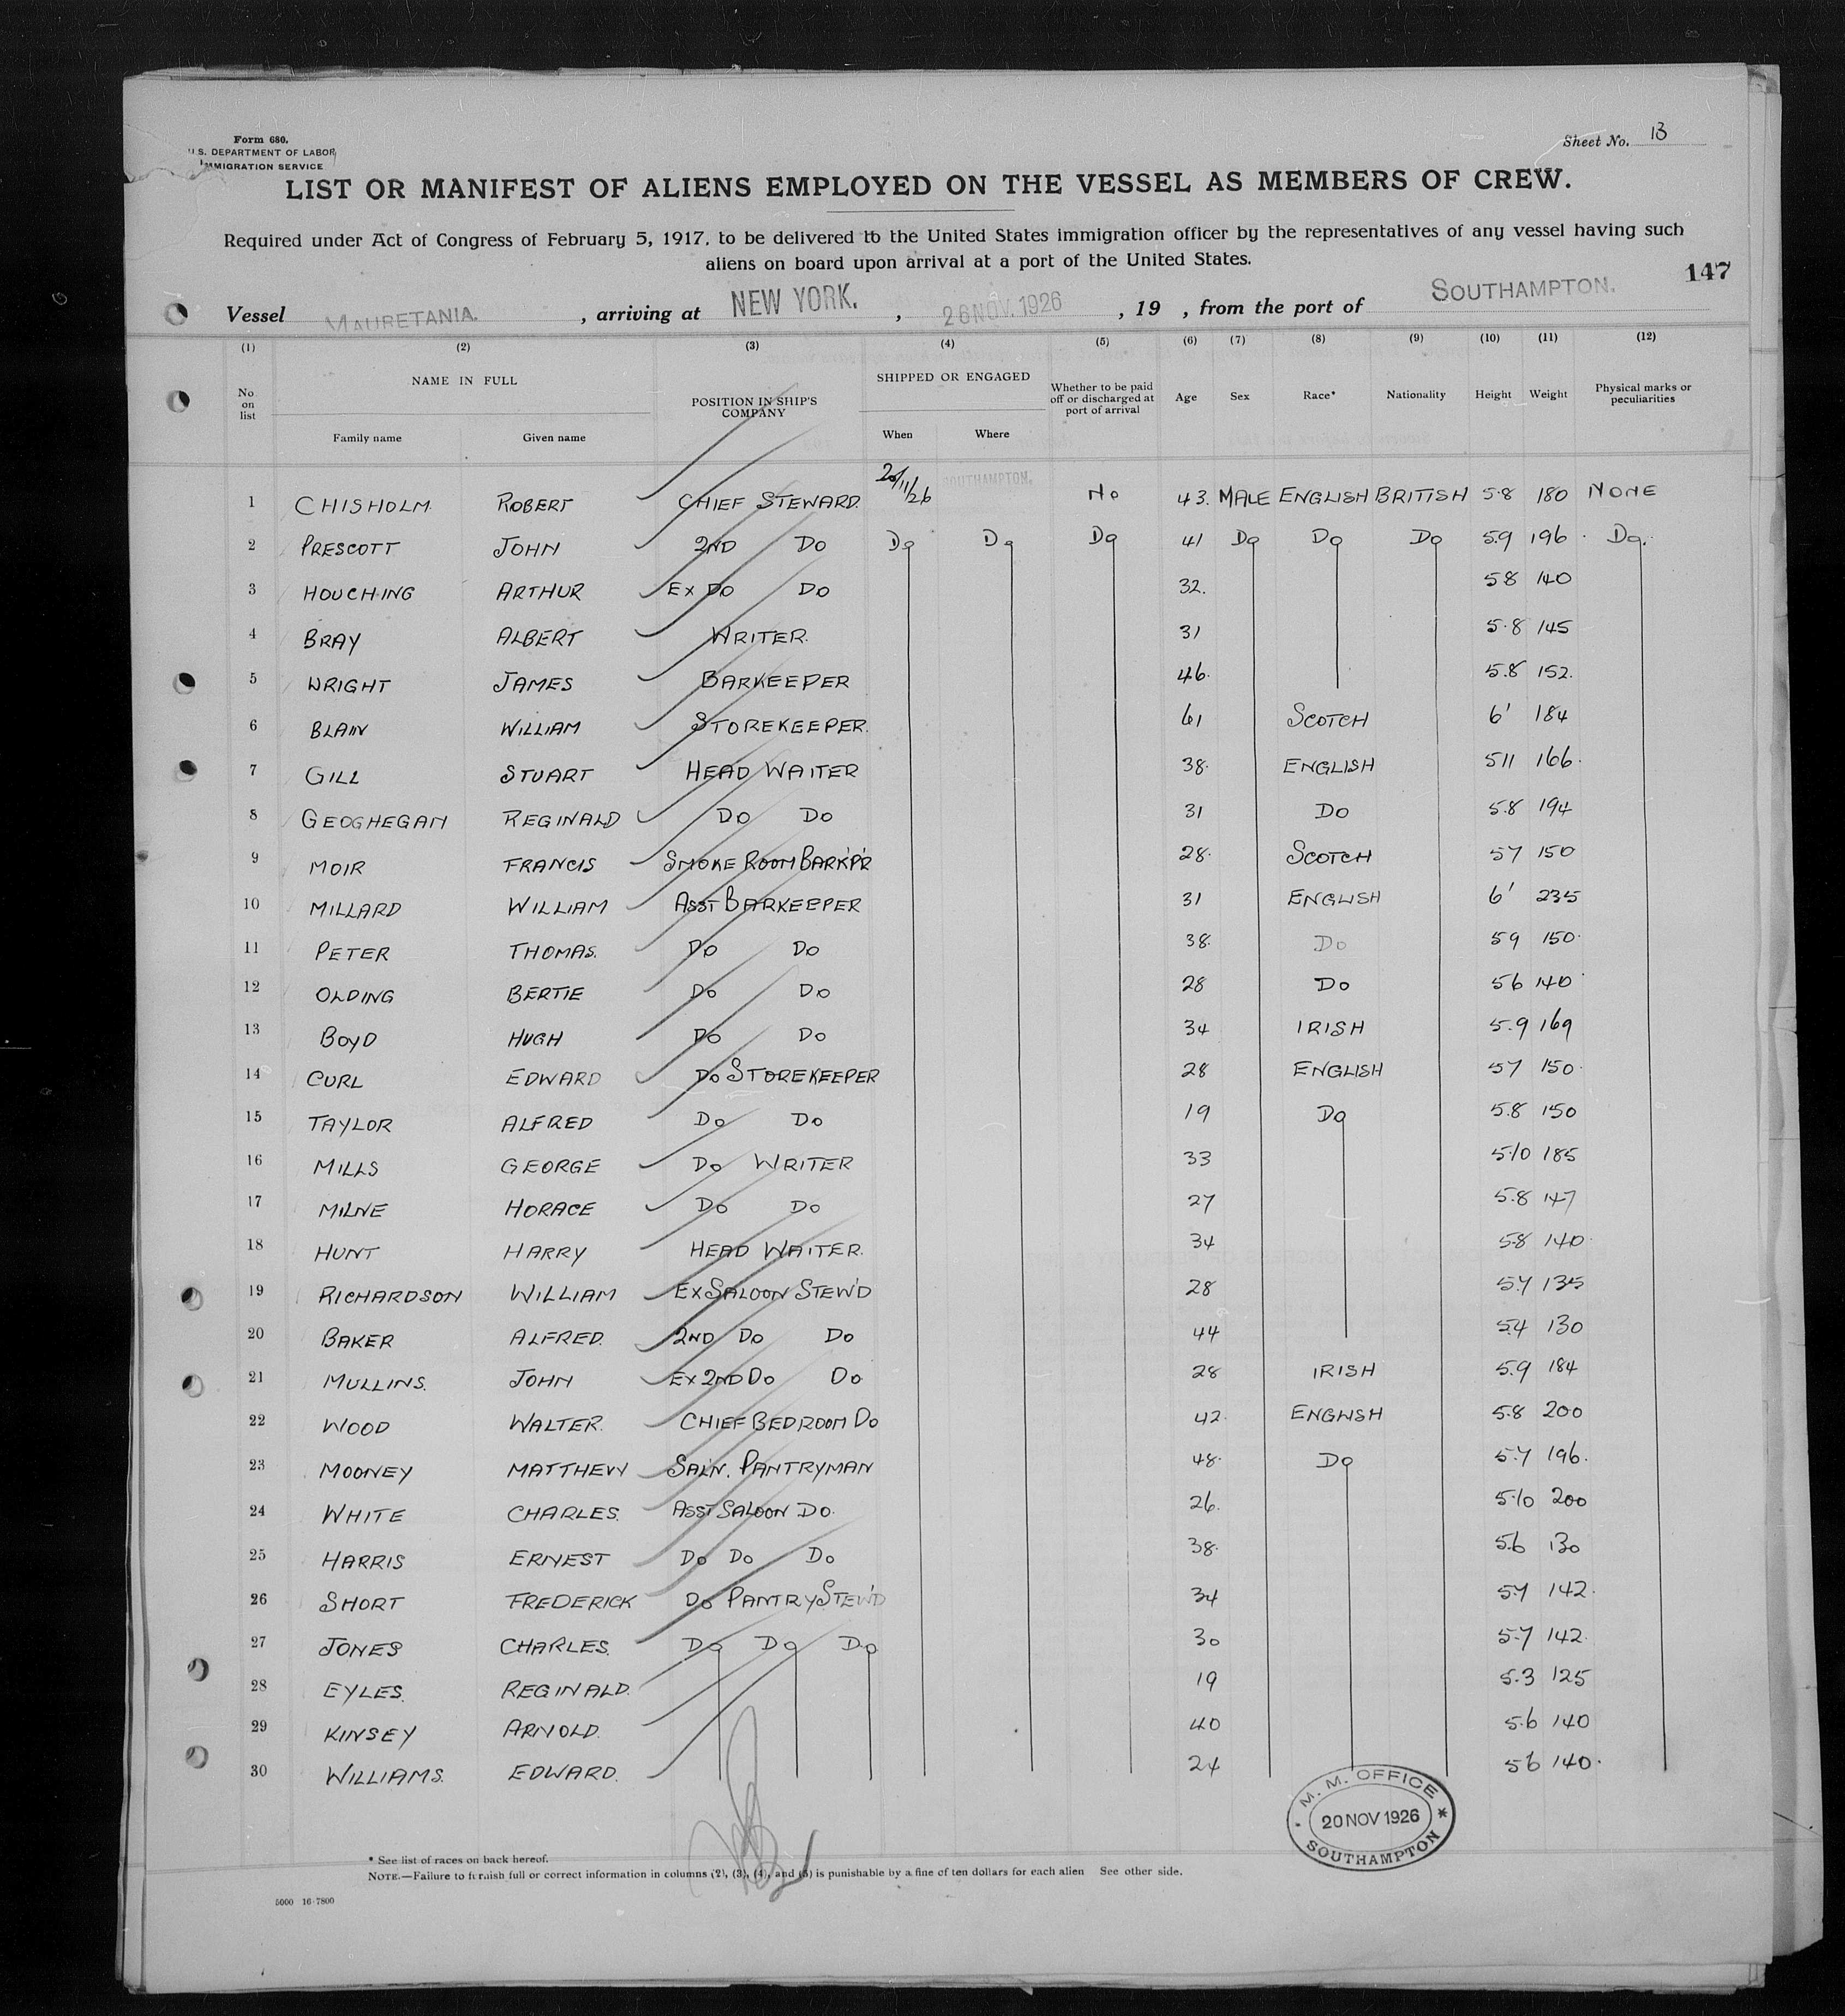 Form 680.
U.S. DEPARTMENT OF LABOR
IMMIGRATION SERVICE
Sheet No. 13
LIST OR MANIFEST OF ALIENS EMPLOYED ON THE VESSEL AS MEMBERS OF CREW.
Required under Act of Congress of February 5, 1917, to be delivered to the United States immigration officer by the representatives of any vessel having such
aliens on board upon arrival at a port of the United States.
147
Vessel MAURETANIA. , arriving at NEW YORK. , 26 NOV. 1926 , 19 , from the port of SOUTHAMPTON.
(1) (2) (3) (4) (5) (6) (7) (8) (9) (10) (11) (12)
No on list NAME IN FULL POSITION IN SHIP'S COMPANY SHIPPED OR ENGAGED Whether to be paid off or discharged at port of arrival Age Sex Race* Nationality Height Weight Physical marks or peculiarities
Family name Given name When Where
1 CHISHOLM ROBERT CHIEF STEWARD. 20/11/26 SOUTHAMPTON. No 43. MALE ENGLISH BRITISH 5.8 180 NONE
2 PRESCOTT JOHN 2ND Do Do Do Do 41 Do Do Do 5.9 196 Do.
3 HOUCHING ARTHUR Ex Do Do 32. 5 8 140
4 BRAY ALBERT WRITER. 31 5.8 145
5 WRIGHT JAMES BARKEEPER 46. 5.8 152.
6 BLAIN WILLIAM STOREKEEPER. 61 SCOTCH 6' 184
7 GILL STUART HEAD WAITER 38. ENGLISH 511 166.
8 GEOGHEGAN REGINALD Do Do 31 Do 5.8 194
9 MOIR FRANCIS SMOKE ROOM BARK'P'R 28. SCOTCH 57 150
10 MILLARD WILLIAM ASST BARKEEPER 31 ENGLISH 6' 235
11 PETER THOMAS. Do Do 38. Do 59 150.
12 OLDING BERTIE Do Do 28 Do 56 140
13 BOYD HUGH Do Do 34 IRISH 5.9 169
14 CURL EDWARD Do STOREKEEPER 28 ENGLISH 57 150.
15 TAYLOR ALFRED Do Do 19 Do 5.8 150
16 MILLS GEORGE Do WRITER 33 5.10 185
17 MILNE HORACE Do Do 27 5.8 147
18 HUNT HARRY HEAD WAITER. 34 5.8 140.
19 RICHARDSON WILLIAM EX SALOON STEW'D 28 5.7 135
20 BAKER ALFRED. 2ND Do Do 44 5.4 130
21 MULLINS. JOHN Ex 2ND Do Do 28 IRISH 5.9 184
22 WOOD WALTER. CHIEF BEDROOM Do 42. ENGLISH 5.8 200
23 MOONEY MATTHEW SAL'N. PANTRYMAN 48. Do 5.7 196.
24 WHITE CHARLES. ASST SALOON Do. 26. 5.10 200
25 HARRIS ERNEST Do Do Do 38. 5.6 130
26 SHORT FREDERICK Do PANTRY STEW'D 34 5.7 142.
27 JONES CHARLES. Do Do Do 30 5.7 142.
28 EYLES. REGINALD. 19 5.3 125
29 KINSEY ARNOLD. 40 5.6 140
30 WILLIAMS. EDWARD. 24 5 6 140.
M. M. OFFICE
20 NOV 1926
SOUTHAMPTON
* See list of races on back hereof.
NOTE.—Failure to furnish full or correct information in columns (2), (3), (4), and (5) is punishable by a fine of ten dollars for each alien See other side.
5000 16-7800